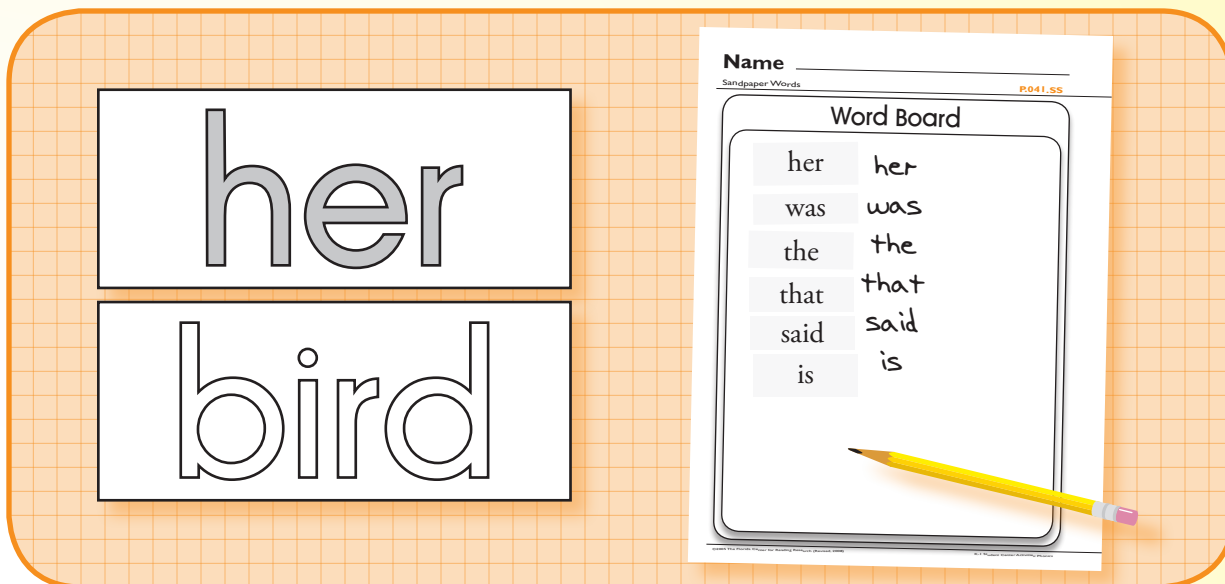 her
bird
Name
Sandpaper Words
P.041.SS
Word Board
her her
was was
the the
that that
said said
is is